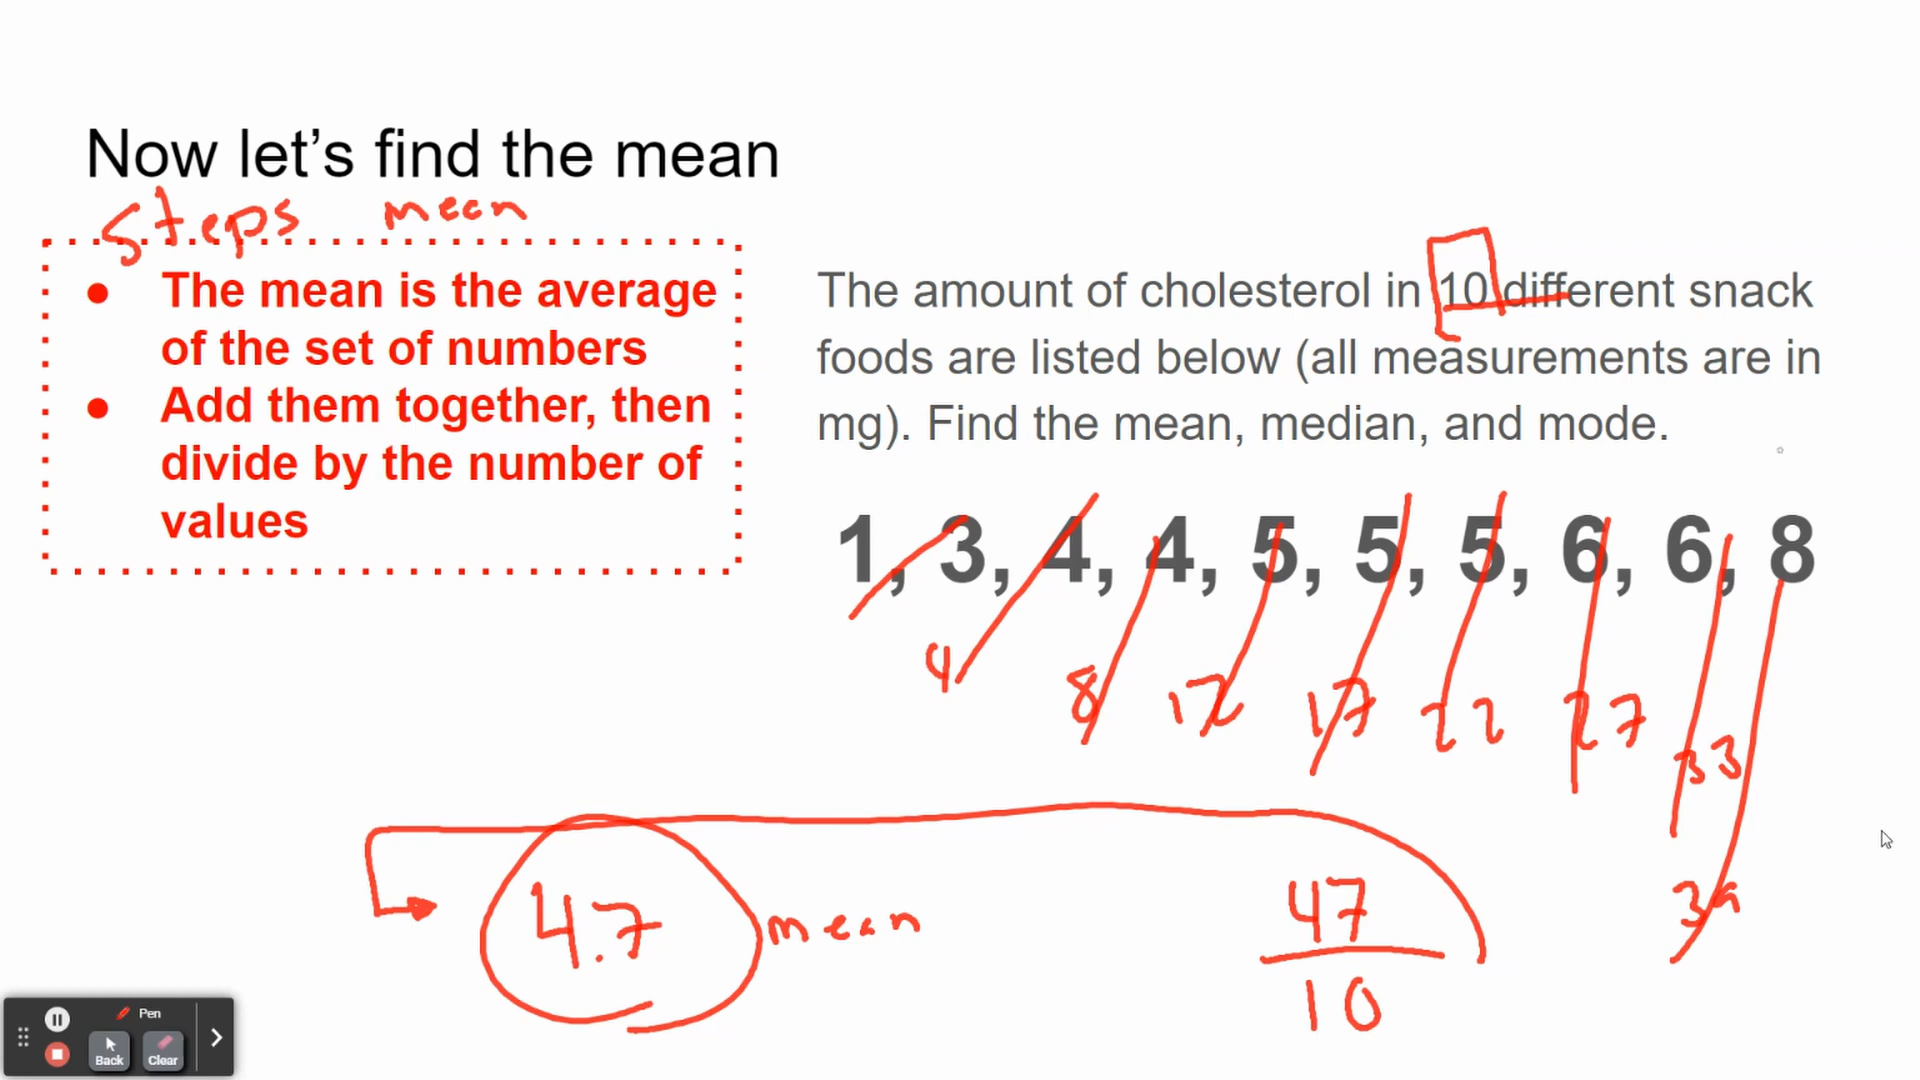 Now let's find the mean
steps mean
● The mean is the average
of the set of numbers
● Add them together, then
divide by the number of
values
The amount of cholesterol in 10 different snack
foods are listed below (all measurements are in
mg). Find the mean, median, and mode.
1, 3, 4, 4, 5, 5, 5, 6, 6, 8
4 8 12 17 22 27 33
39
4.7 mean
47
10
Pen
Back Clear